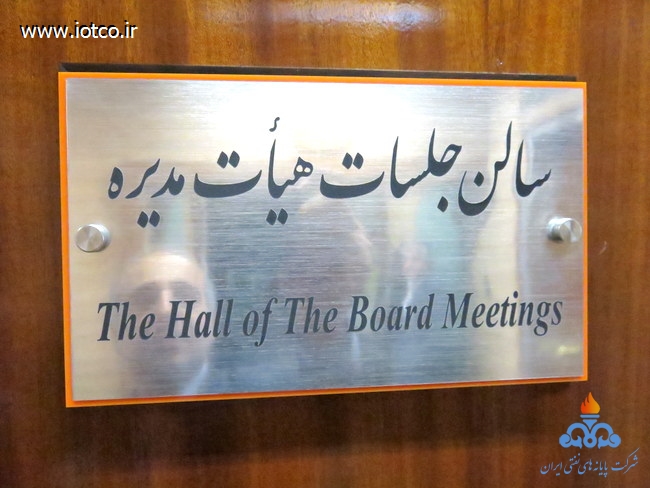 www.iotco.ir
سالن جلسات هیأت مدیره
The Hall of The Board Meetings
شرکت پایانه های نفتی ایران